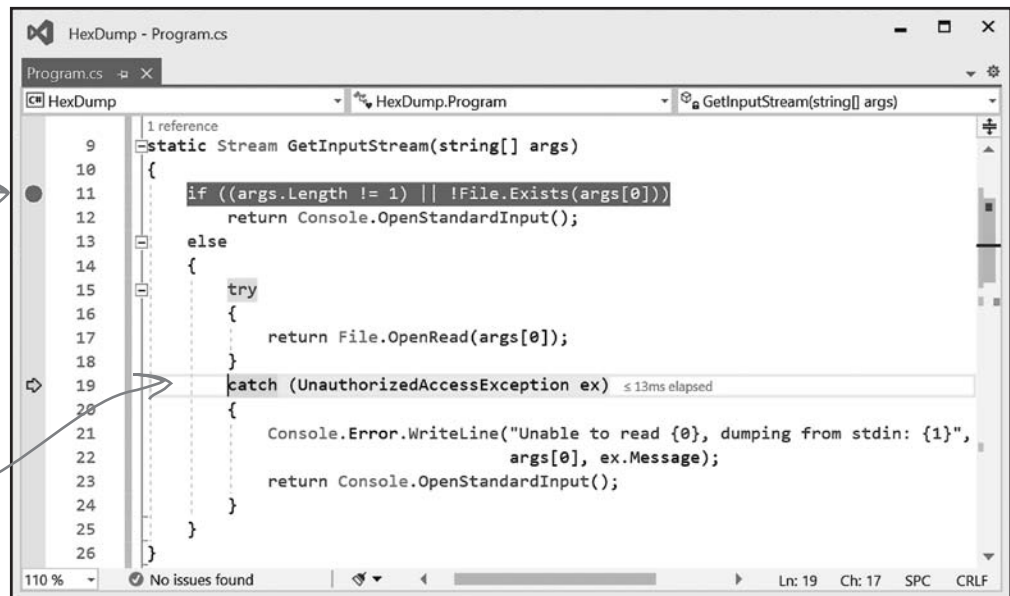 HexDump - Program.cs
Program.cs
C# HexDump HexDump.Program GetInputStream(string[] args)
1 reference
9 static Stream GetInputStream(string[] args)
10 {
11 if ((args.Length != 1) || !File.Exists(args[0]))
12 return Console.OpenStandardInput();
13 else
14 {
15 try
16 {
17 return File.OpenRead(args[0]);
18 }
19 catch (UnauthorizedAccessException ex) ≤ 13ms elapsed
20 {
21 Console.Error.WriteLine("Unable to read {0}, dumping from stdin: {1}",
22 args[0], ex.Message);
23 return Console.OpenStandardInput();
24 }
25 }
26 }
110 % No issues found Ln: 19 Ch: 17 SPC CRLF